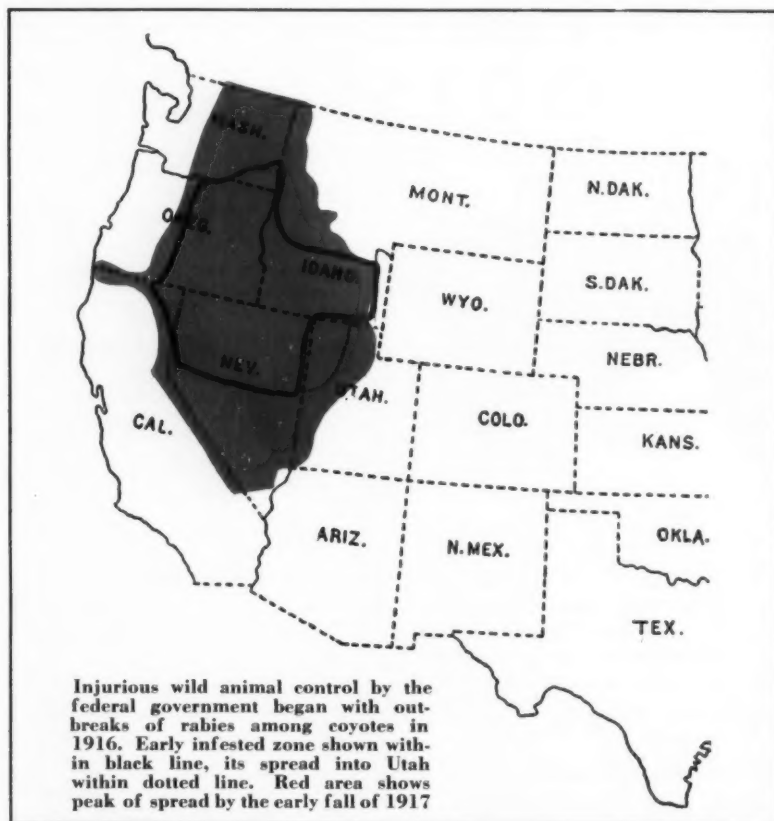 WASH.
MONT.
N.DAK.
OREG.
IDAHO.
S.DAK.
WYO.
NEBR.
NEV.
UTAH.
CAL.
COLO.
KANS.
ARIZ.
N.MEX.
OKLA.
TEX.
Injurious wild animal control by the
federal government began with out-
breaks of rabies among coyotes in
1916. Early infested zone shown with-
in black line, its spread into Utah
within dotted line. Red area shows
peak of spread by the early fall of 1917